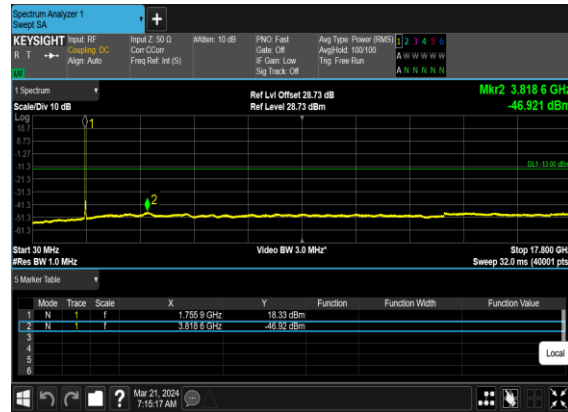 Spectrum Analyzer 1
Swept SA
+
KEYSIGHT Input: RF Input Z: 50 Ω #Atten: 10 dB PNO: Fast Avg Type: Power (RMS) 1 2 3 4 5 6
R T Coupling: DC Corr CCorr Gate: Off Avg|Hold: 100/100 A W W W W W
Align: Auto Freq Ref: Int (S) IF Gain: Low Trig: Free Run
Sig Track: Off A N N N N N
1 Spectrum Ref Lvl Offset 28.73 dB Mkr2 3.818 6 GHz
Scale/Div 10 dB Ref Level 28.73 dBm -46.921 dBm
Log
18.7
8.73
-1.27
-11.3
DL1 -13.00 dBm
-21.3
-31.3
-41.3
-51.3
-61.3
1
2
Start 30 MHz Video BW 3.0 MHz* Stop 17.800 GHz
#Res BW 1.0 MHz Sweep 32.0 ms (40001 pts)
5 Marker Table
Mode Trace Scale X Y Function Function Width Function Value
1 N 1 f 1.755 9 GHz 18.33 dBm
2 N 1 f 3.818 6 GHz -46.92 dBm
3
4
5
6
Local
? Mar 21, 2024
7:15:17 AM